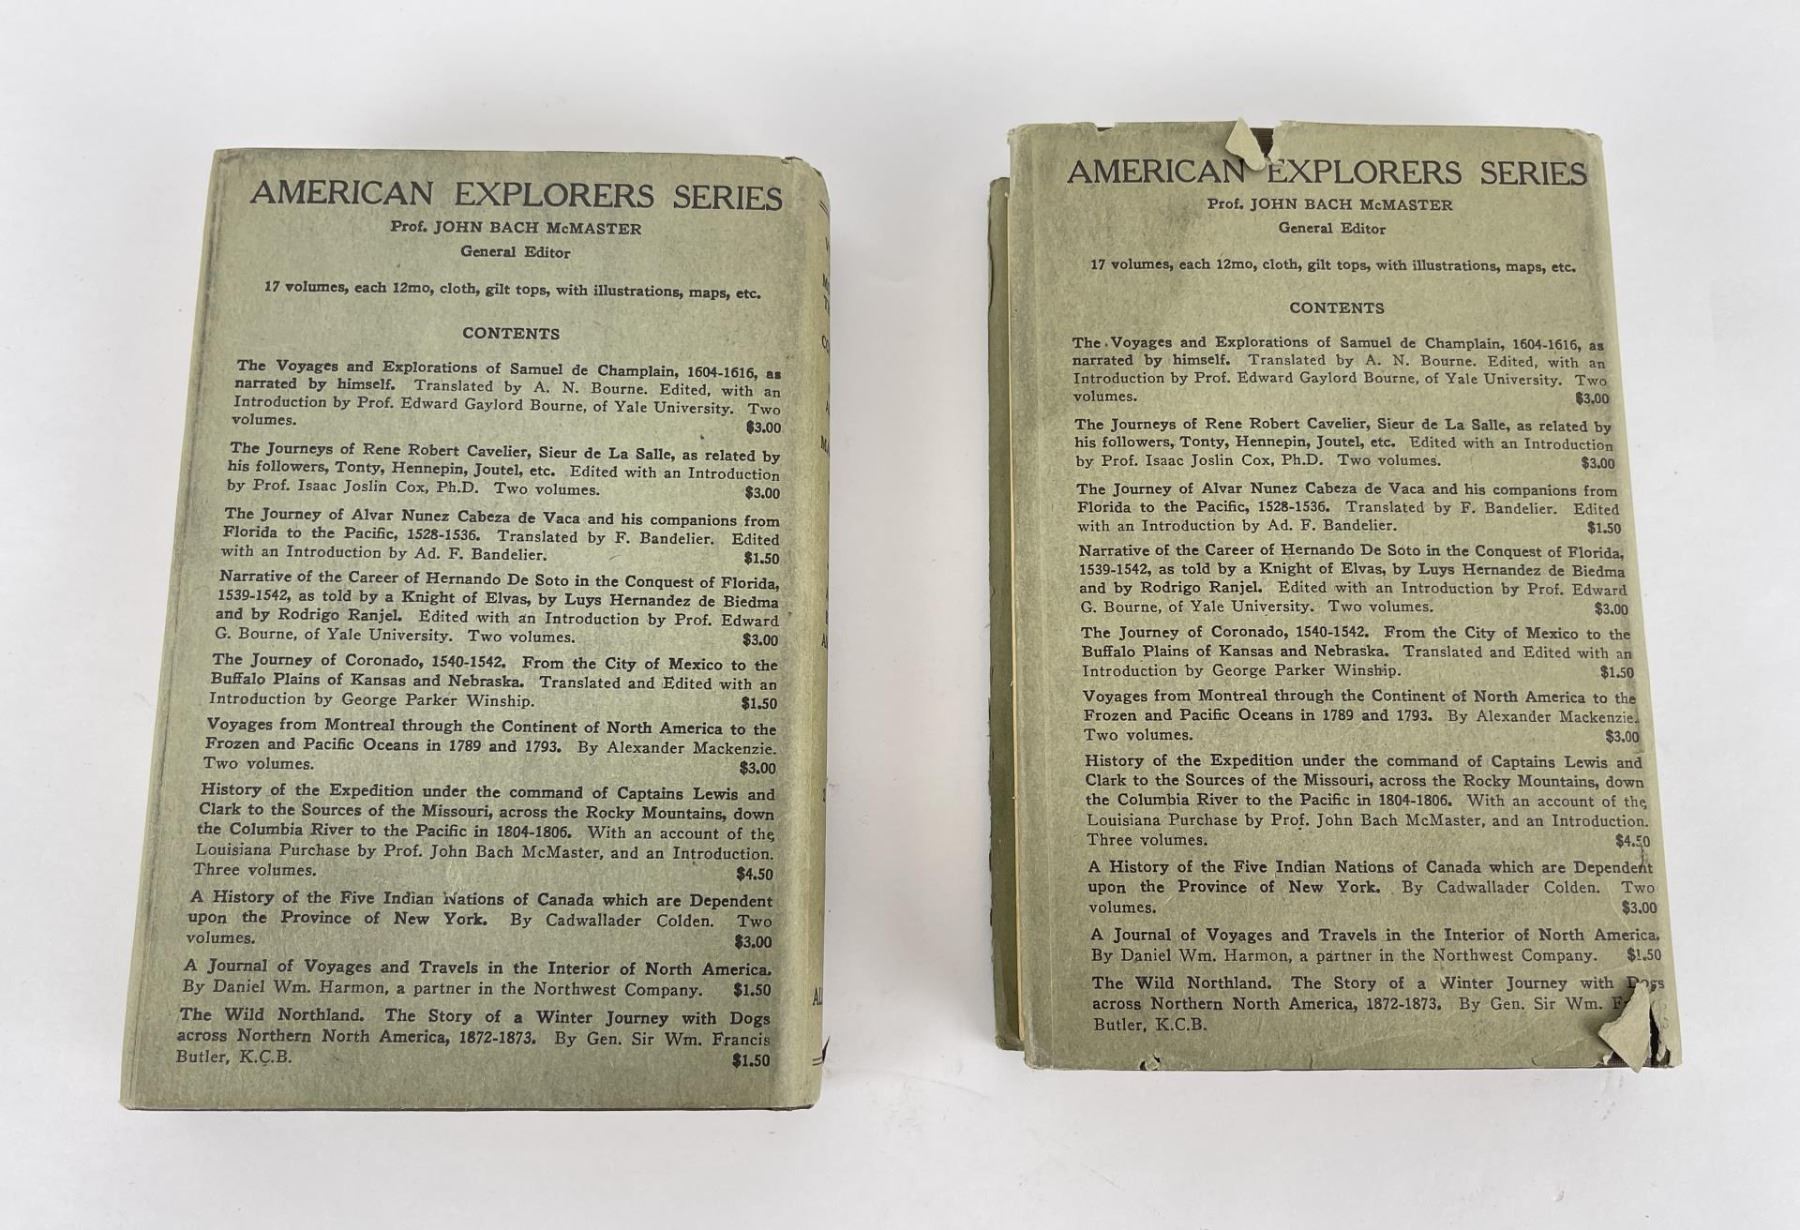 AMERICAN EXPLORERS SERIES
Prof. JOHN BACH McMASTER
General Editor
17 volumes, each 12mo, cloth, gilt tops, with illustrations, maps, etc.
CONTENTS
The Voyages and Explorations of Samuel de Champlain, 1604-1616, as
narrated by himself. Translated by A. N. Bourne. Edited, with an
Introduction by Prof. Edward Gaylord Bourne, of Yale University. Two
volumes. $3.00
The Journeys of Rene Robert Cavelier, Sieur de La Salle, as related by
his followers, Tonty, Hennepin, Joutel, etc. Edited with an Introduction
by Prof. Isaac Joslin Cox, Ph.D. Two volumes. $3.00
The Journey of Alvar Nunez Cabeza de Vaca and his companions from
Florida to the Pacific, 1528-1536. Translated by F. Bandelier. Edited
with an Introduction by Ad. F. Bandelier. $1.50
Narrative of the Career of Hernando De Soto in the Conquest of Florida,
1539-1542, as told by a Knight of Elvas, by Luys Hernandez de Biedma
and by Rodrigo Ranjel. Edited with an Introduction by Prof. Edward
G. Bourne, of Yale University. Two volumes. $3.00
The Journey of Coronado, 1540-1542. From the City of Mexico to the
Buffalo Plains of Kansas and Nebraska. Translated and Edited with an
Introduction by George Parker Winship. $1.50
Voyages from Montreal through the Continent of North America to the
Frozen and Pacific Oceans in 1789 and 1793. By Alexander Mackenzie.
Two volumes. $3.00
History of the Expedition under the command of Captains Lewis and
Clark to the Sources of the Missouri, across the Rocky Mountains, down
the Columbia River to the Pacific in 1804-1806. With an account of the
Louisiana Purchase by Prof. John Bach McMaster, and an Introduction.
Three volumes. $4.50
A History of the Five Indian Nations of Canada which are Dependent
upon the Province of New York. By Cadwallader Colden. Two
volumes. $3.00
A Journal of Voyages and Travels in the Interior of North America.
By Daniel Wm. Harmon, a partner in the Northwest Company. $1.50
The Wild Northland. The Story of a Winter Journey with Dogs
across Northern North America, 1872-1873. By Gen. Sir Wm. Francis
Butler, K.C.B. $1.50
AMERICAN EXPLORERS SERIES
Prof. JOHN BACH McMASTER
General Editor
17 volumes, each 12mo, cloth, gilt tops, with illustrations, maps, etc.
CONTENTS
The Voyages and Explorations of Samuel de Champlain, 1604-1616, as
narrated by himself. Translated by A. N. Bourne. Edited, with an
Introduction by Prof. Edward Gaylord Bourne, of Yale University. Two
volumes. $3.00
The Journeys of Rene Robert Cavelier, Sieur de La Salle, as related by
his followers, Tonty, Hennepin, Joutel, etc. Edited with an Introduction
by Prof. Isaac Joslin Cox, Ph.D. Two volumes. $3.00
The Journey of Alvar Nunez Cabeza de Vaca and his companions from
Florida to the Pacific, 1528-1536. Translated by F. Bandelier. Edited
with an Introduction by Ad. F. Bandelier. $1.50
Narrative of the Career of Hernando De Soto in the Conquest of Florida,
1539-1542, as told by a Knight of Elvas, by Luys Hernandez de Biedma
and by Rodrigo Ranjel. Edited with an Introduction by Prof. Edward
G. Bourne, of Yale University. Two volumes. $3.00
The Journey of Coronado, 1540-1542. From the City of Mexico to the
Buffalo Plains of Kansas and Nebraska. Translated and Edited with an
Introduction by George Parker Winship. $1.50
Voyages from Montreal through the Continent of North America to the
Frozen and Pacific Oceans in 1789 and 1793. By Alexander Mackenzie.
Two volumes. $3.00
History of the Expedition under the command of Captains Lewis and
Clark to the Sources of the Missouri, across the Rocky Mountains, down
the Columbia River to the Pacific in 1804-1806. With an account of the
Louisiana Purchase by Prof. John Bach McMaster, and an Introduction.
Three volumes. $4.50
A History of the Five Indian Nations of Canada which are Dependent
upon the Province of New York. By Cadwallader Colden. Two
volumes. $3.00
A Journal of Voyages and Travels in the Interior of North America.
By Daniel Wm. Harmon, a partner in the Northwest Company. $1.50
The Wild Northland. The Story of a Winter Journey with Dogs
across Northern North America, 1872-1873. By Gen. Sir Wm.
Butler, K.C.B.